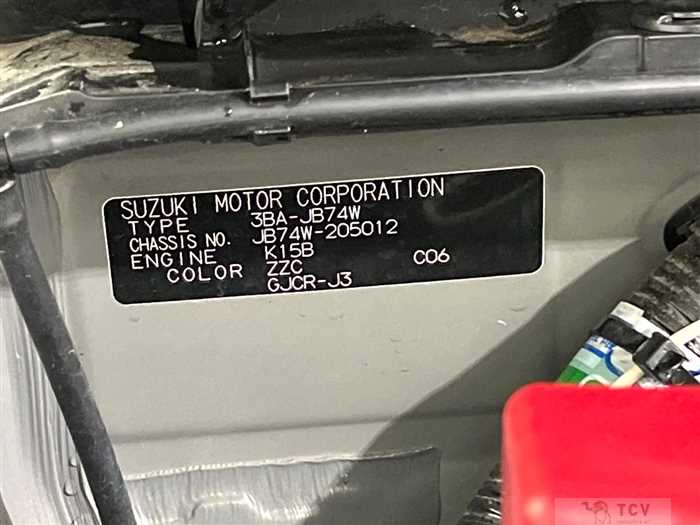 SUZUKI MOTOR CORPORATION
TYPE 3BA-JB74W
CHASSIS NO. JB74W-205012
ENGINE K15B C06
COLOR ZZC
GJCR-J3
TCV